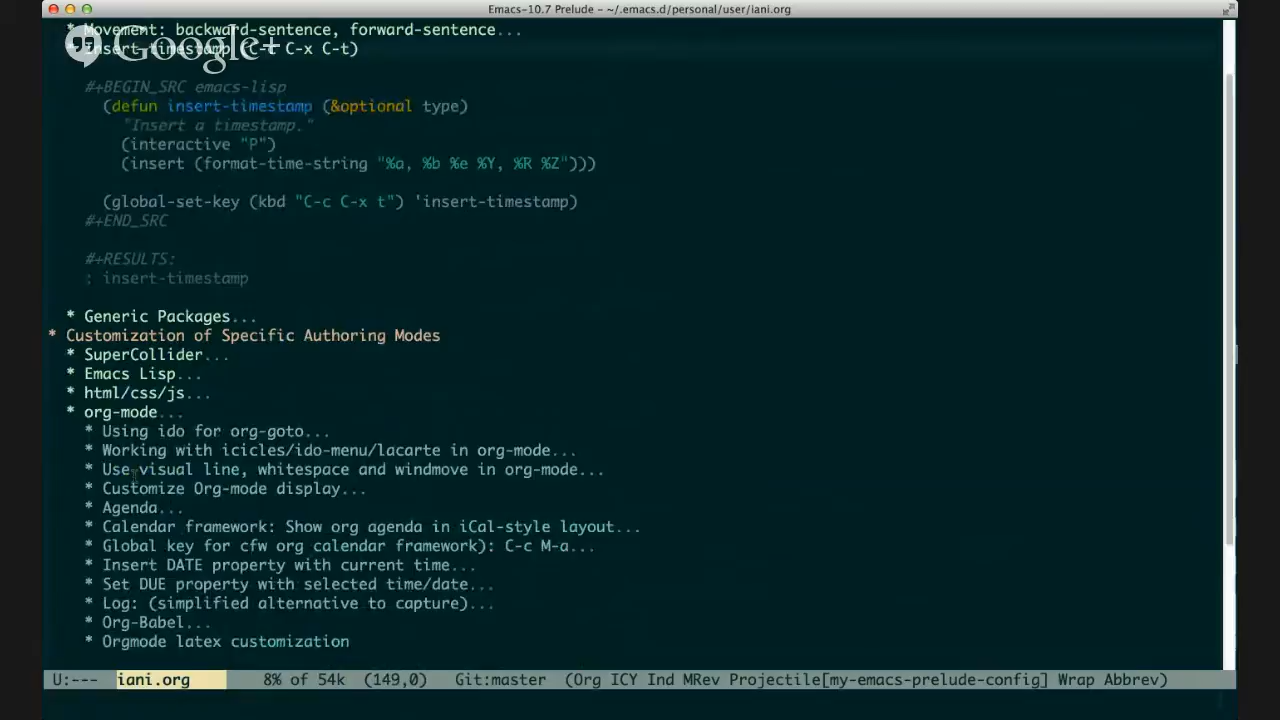 Emacs-10.7 Prelude - ~/.emacs.d/personal/user/iani.org
* Movement: backward-sentence, forward-sentence...
Google+
* Insert-timestamp (C-c C-x C-t)
#+BEGIN_SRC emacs-lisp
(defun insert-timestamp (&optional type)
"Insert a timestamp."
(interactive "P")
(insert (format-time-string "%a, %b %e %Y, %R %Z")))
(global-set-key (kbd "C-c C-x t") 'insert-timestamp)
#+END_SRC
#+RESULTS:
: insert-timestamp
* Generic Packages...
* Customization of Specific Authoring Modes
* SuperCollider...
* Emacs Lisp...
* html/css/js...
* org-mode...
* Using ido for org-goto...
* Working with icicles/ido-menu/lacarte in org-mode...
* Use visual line, whitespace and windmove in org-mode...
* Customize Org-mode display...
* Agenda...
* Calendar framework: Show org agenda in iCal-style layout...
* Global key for cfw org calendar framework): C-c M-a...
* Insert DATE property with current time...
* Set DUE property with selected time/date...
* Log: (simplified alternative to capture)...
* Org-Babel...
* Orgmode latex customization
U:--- iani.org 8% of 54k (149,0) Git:master (Org ICY Ind MRev Projectile[my-emacs-prelude-config] Wrap Abbrev)